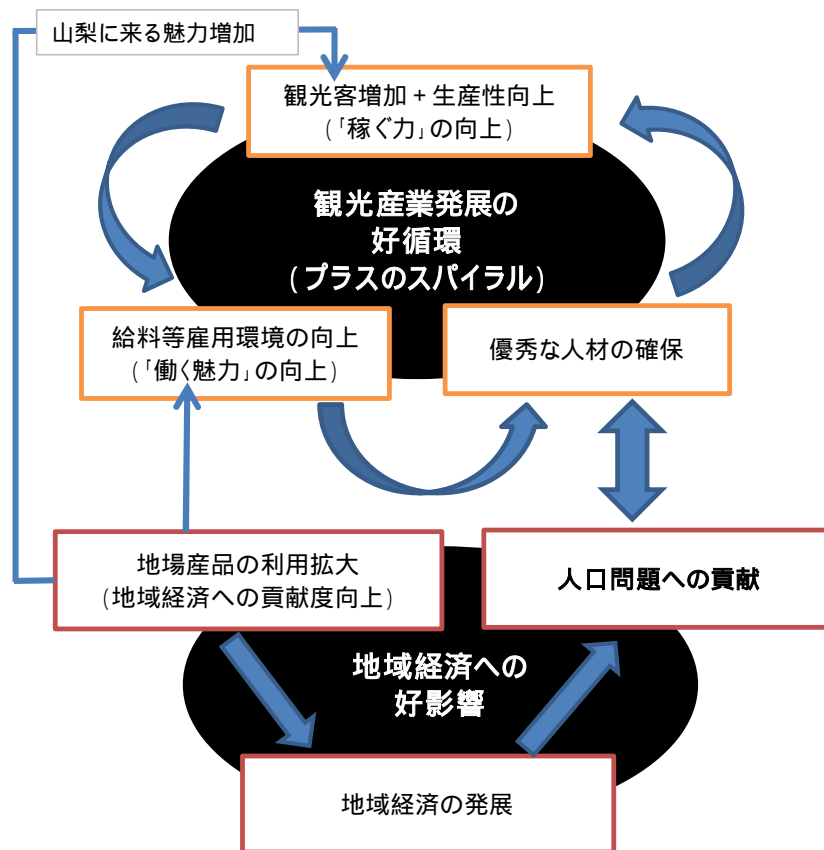 山梨に来る魅力増加
観光客増加+生産性向上
(「稼ぐ力」の向上)
観光産業発展の
好循環
(プラスのスパイラル)
給料等雇用環境の向上
(「働く魅力」の向上)
優秀な人材の確保
地場産品の利用拡大
(地域経済への貢献度向上)
人口問題への貢献
地域経済への
好影響
地域経済の発展